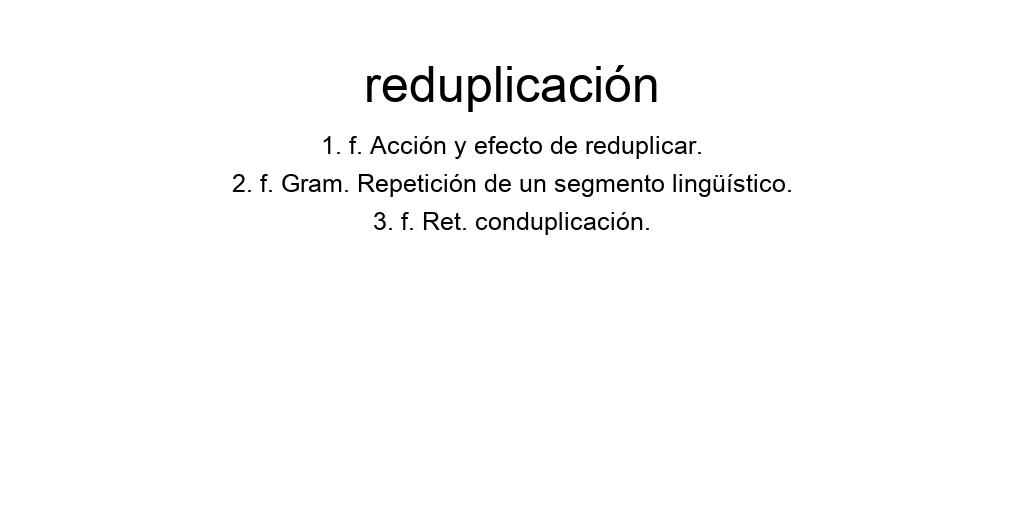 reduplicación
1. f. Acción y efecto de reduplicar.
2. f. Gram. Repetición de un segmento lingüístico.
3. f. Ret. conduplicación.